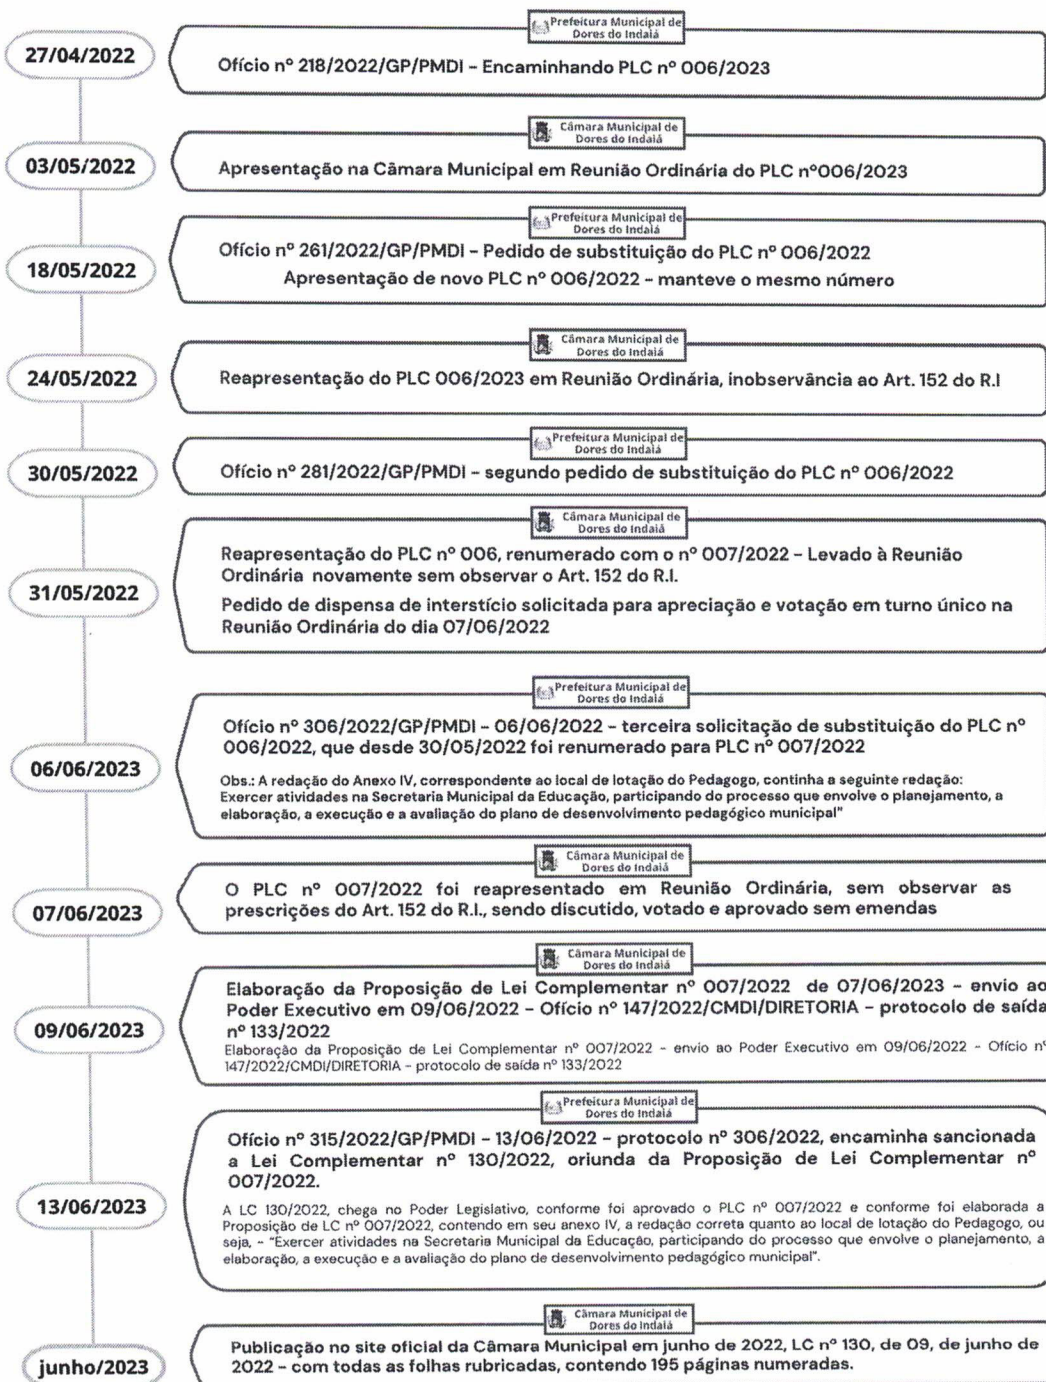 Prefeitura Municipal de
Dores do Indaiá
27/04/2022
Ofício nº 218/2022/GP/PMDI – Encaminhando PLC nº 006/2023
Câmara Municipal de
Dores do Indaiá
03/05/2022
Apresentação na Câmara Municipal em Reunião Ordinária do PLC nº006/2023
Prefeitura Municipal de
Dores do Indaiá
18/05/2022
Ofício nº 261/2022/GP/PMDI – Pedido de substituição do PLC nº 006/2022
Apresentação de novo PLC nº 006/2022 – manteve o mesmo número
Câmara Municipal de
Dores do Indaiá
24/05/2022
Reapresentação do PLC 006/2023 em Reunião Ordinária, inobservância ao Art. 152 do R.I
Prefeitura Municipal de
Dores do Indaiá
30/05/2022
Ofício nº 281/2022/GP/PMDI – segundo pedido de substituição do PLC nº 006/2022
Câmara Municipal de
Dores do Indaiá
31/05/2022
Reapresentação do PLC nº 006, renumerado com o nº 007/2022 – Levado à Reunião
Ordinária novamente sem observar o Art. 152 do R.I.
Pedido de dispensa de interstício solicitada para apreciação e votação em turno único na
Reunião Ordinária do dia 07/06/2022
Prefeitura Municipal de
Dores do Indaiá
06/06/2023
Ofício nº 306/2022/GP/PMDI – 06/06/2022 – terceira solicitação de substituição do PLC nº
006/2022, que desde 30/05/2022 foi renumerado para PLC nº 007/2022
Obs.: A redação do Anexo IV, correspondente ao local de lotação do Pedagogo, continha a seguinte redação:
Exercer atividades na Secretaria Municipal da Educação, participando do processo que envolve o planejamento, a
elaboração, a execução e a avaliação do plano de desenvolvimento pedagógico municipal"
Câmara Municipal de
Dores do Indaiá
07/06/2023
O PLC nº 007/2022 foi reapresentado em Reunião Ordinária, sem observar as
prescrições do Art. 152 do R.I., sendo discutido, votado e aprovado sem emendas
Câmara Municipal de
Dores do Indaiá
09/06/2023
Elaboração da Proposição de Lei Complementar nº 007/2022 de 07/06/2023 – envio ao
Poder Executivo em 09/06/2022 – Ofício nº 147/2022/CMDI/DIRETORIA – protocolo de saída
nº 133/2022
Elaboração da Proposição de Lei Complementar nº 007/2022 – envio ao Poder Executivo em 09/06/2022 – Ofício nº
147/2022/CMDI/DIRETORIA – protocolo de saída nº 133/2022
Prefeitura Municipal de
Dores do Indaiá
13/06/2023
Ofício nº 315/2022/GP/PMDI – 13/06/2022 – protocolo nº 306/2022, encaminha sancionada
a Lei Complementar nº 130/2022, oriunda da Proposição de Lei Complementar nº
007/2022.
A LC 130/2022, chega no Poder Legislativo, conforme foi aprovado o PLC nº 007/2022 e conforme foi elaborada a
Proposição de LC nº 007/2022, contendo em seu anexo IV, a redação correta quanto ao local de lotação do Pedagogo, ou
seja, – "Exercer atividades na Secretaria Municipal da Educação, participando do processo que envolve o planejamento, a
elaboração, a execução e a avaliação do plano de desenvolvimento pedagógico municipal".
Câmara Municipal de
Dores do Indaiá
junho/2023
Publicação no site oficial da Câmara Municipal em junho de 2022, LC nº 130, de 09, de junho de
2022 – com todas as folhas rubricadas, contendo 195 páginas numeradas.